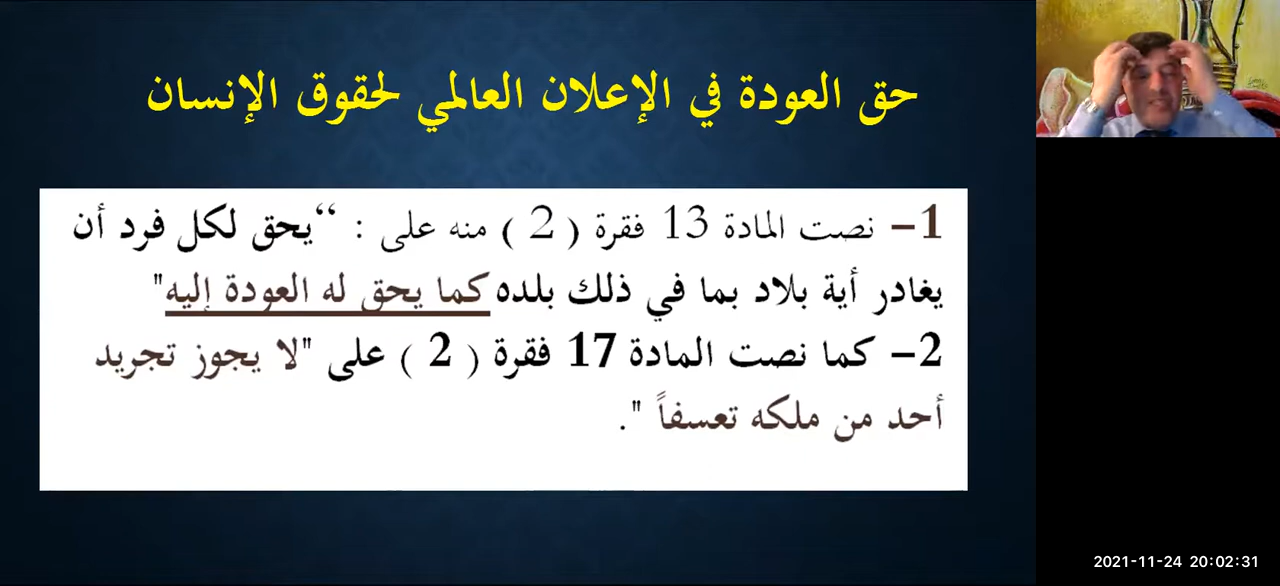 حق العودة في الإعلان العالمي لحقوق الإنسان
1- نصت المادة 13 فقرة ( 2 ) منه على : “يحق لكل فرد أن
يغادر أية بلاد بما في ذلك بلده كما يحق له العودة إليه"
2- كما نصت المادة 17 فقرة ( 2 ) على "لا يجوز تجريد
أحد من ملكه تعسفاً ".
2021-11-24 20:02:31